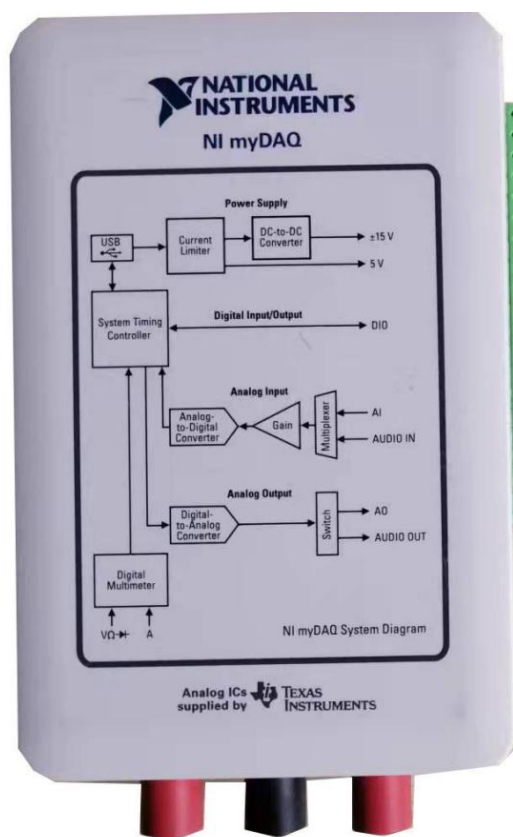 NATIONAL
INSTRUMENTS
NI myDAQ
Power Supply
USB
Current
Limiter
DC-to-DC
Converter
±15 V
5 V
System Timing
Controller
Digital Input/Output
DIO
Analog Input
Analog-
to-Digital
Converter
Gain
Multiplexer
AI
AUDIO IN
Analog Output
Digital-
to-Analog
Converter
Switch
AO
AUDIO OUT
Digital
Multimeter
VΩ
A
NI myDAQ System Diagram
Analog ICs
supplied by
ti
TEXAS
INSTRUMENTS